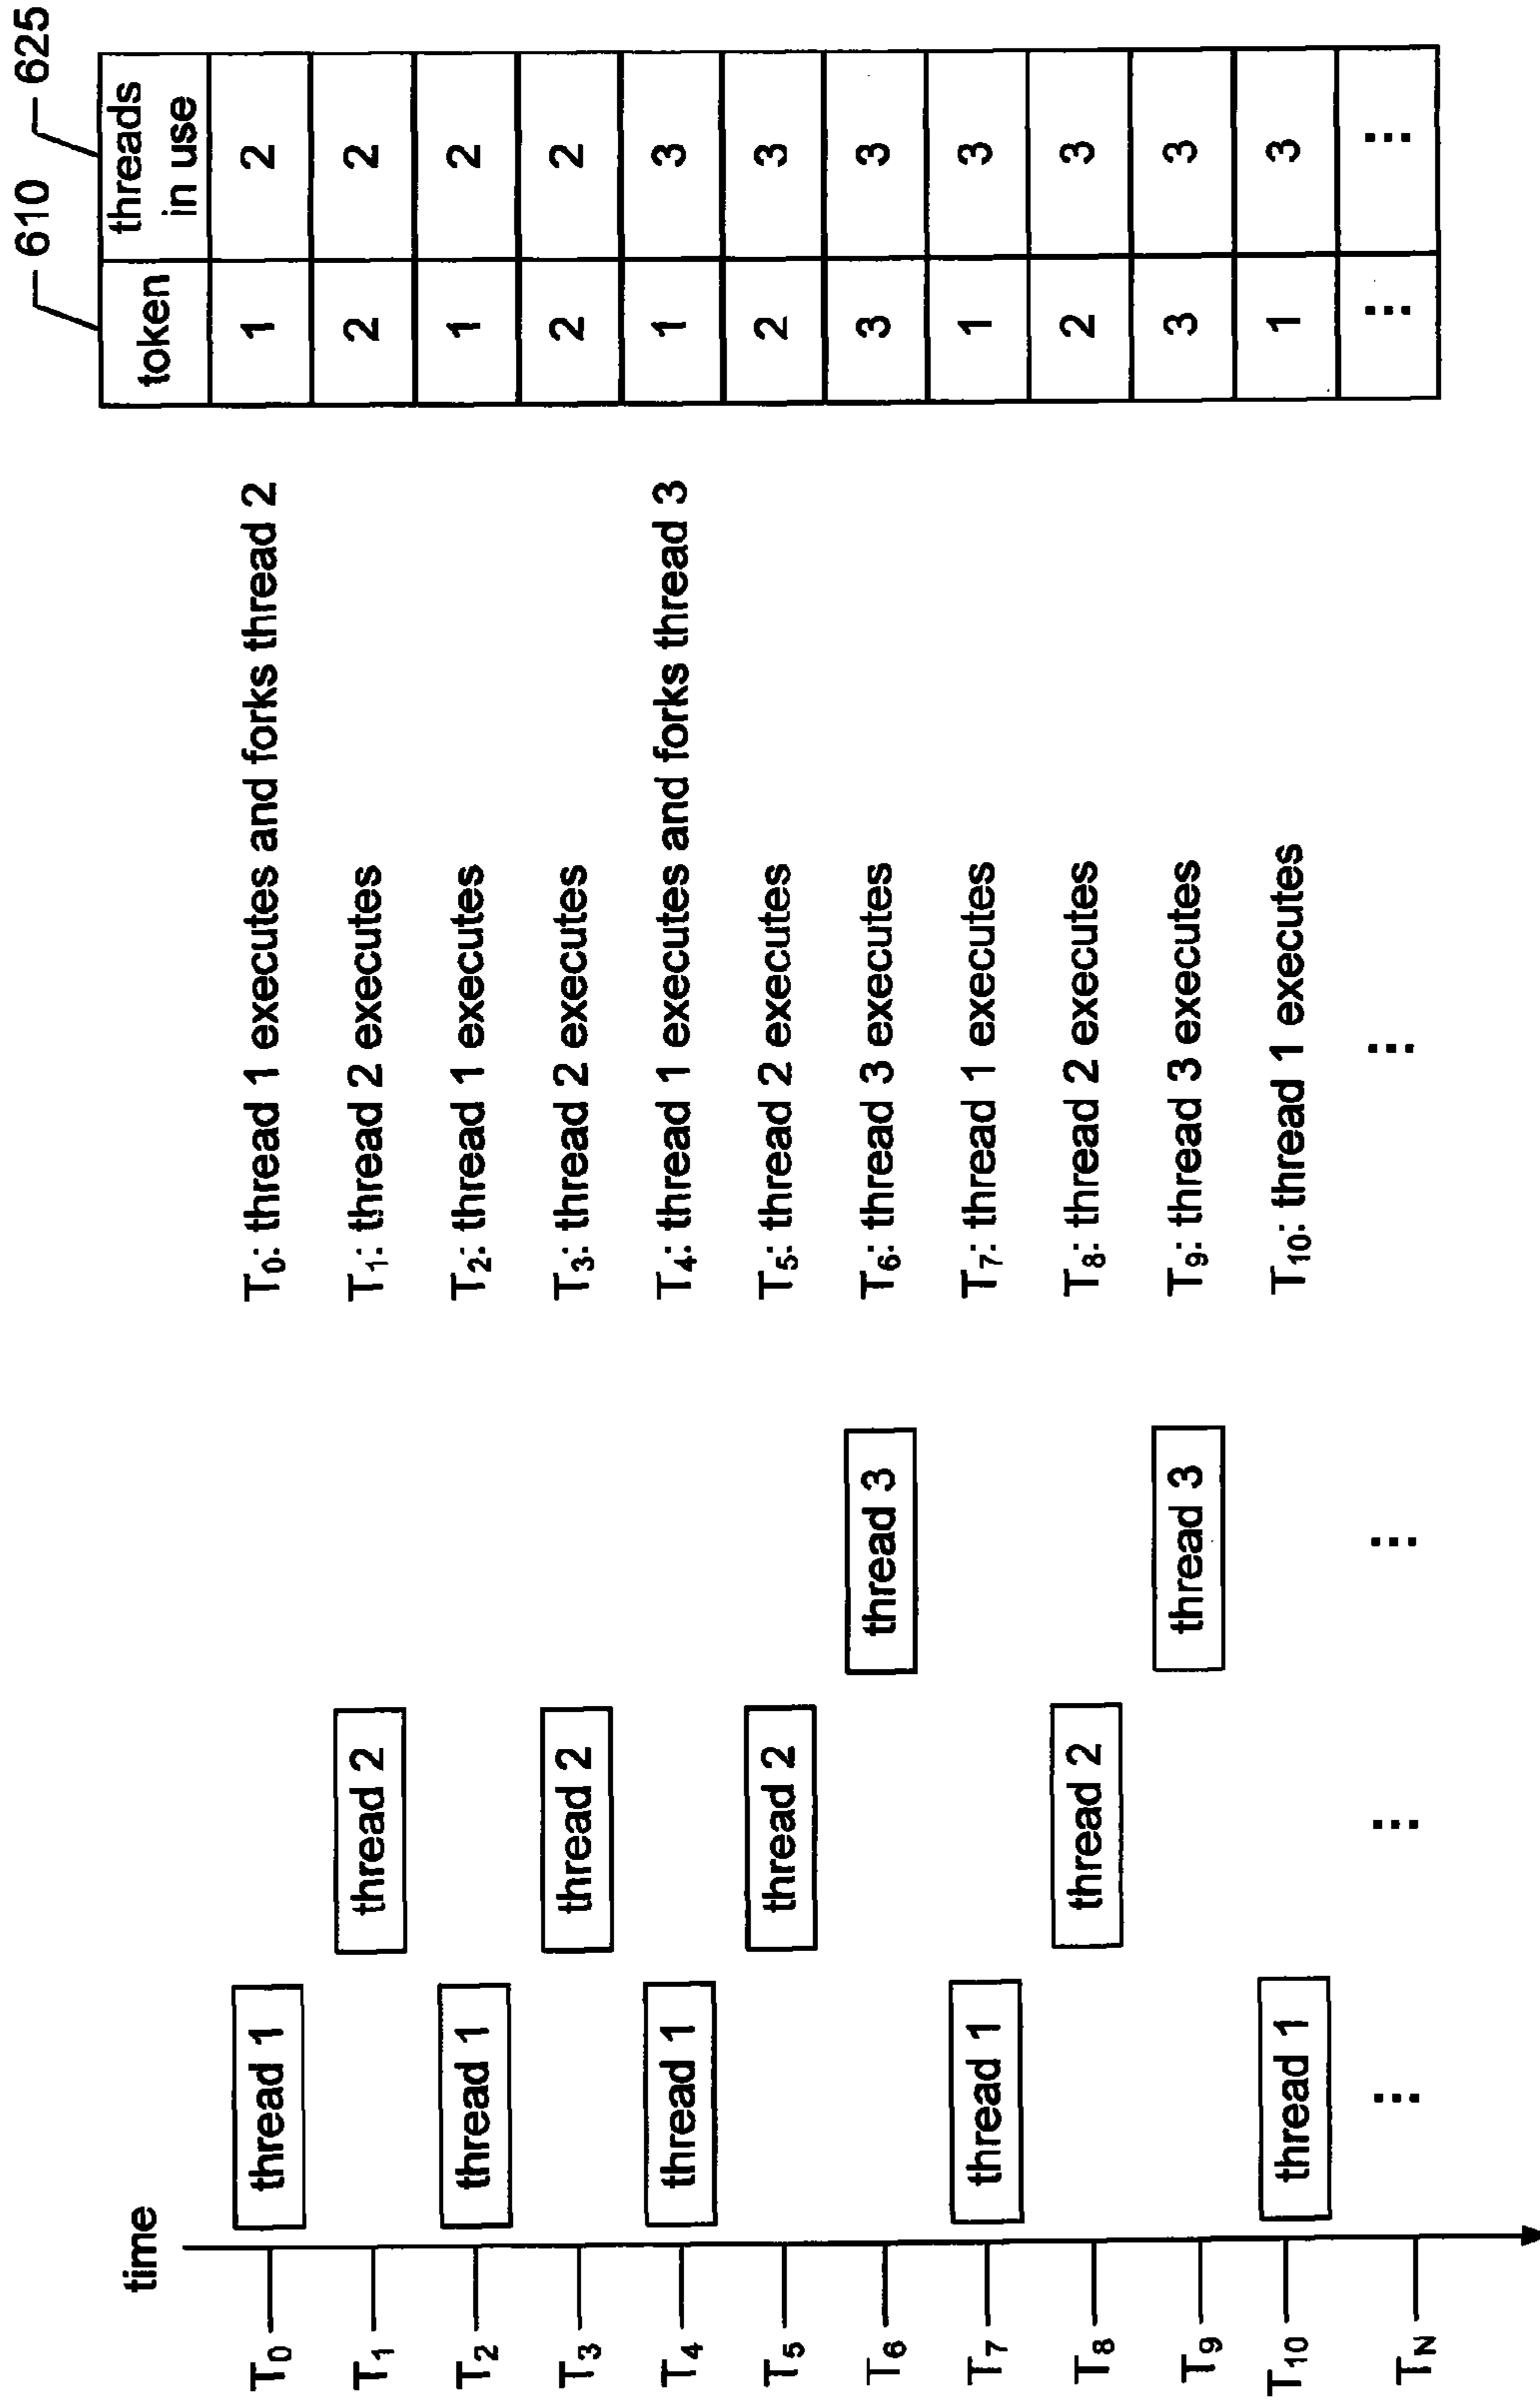 610 625
time
token threads in use
T0 thread 1 T0: thread 1 executes and forks thread 2 1 2
T1 thread 2 T1: thread 2 executes 2 2
T2 thread 1 T2: thread 1 executes 1 2
T3 thread 2 T3: thread 2 executes 2 2
T4 thread 1 T4: thread 1 executes and forks thread 3 1 3
T5 thread 2 T5: thread 2 executes 2 3
T6 thread 3 T6: thread 3 executes 3 3
T7 thread 1 T7: thread 1 executes 1 3
T8 thread 2 T8: thread 2 executes 2 3
T9 thread 3 T9: thread 3 executes 3 3
T10 thread 1 T10: thread 1 executes 1 3
TN ... ... ... ... ... ...